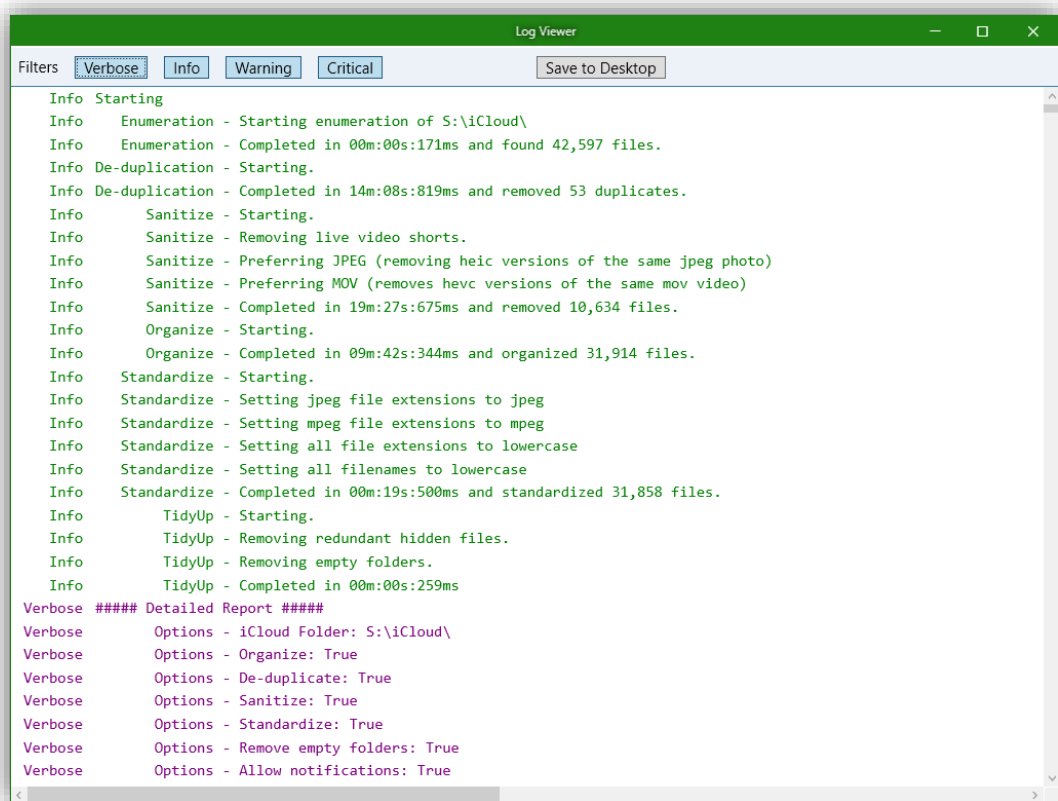 Log Viewer
Filters Verbose Info Warning Critical Save to Desktop
Info Starting
Info Enumeration - Starting enumeration of S:\iCloud\
Info Enumeration - Completed in 00m:00s:171ms and found 42,597 files.
Info De-duplication - Starting.
Info De-duplication - Completed in 14m:08s:819ms and removed 53 duplicates.
Info Sanitize - Starting.
Info Sanitize - Removing live video shorts.
Info Sanitize - Preferring JPEG (removing heic versions of the same jpeg photo)
Info Sanitize - Preferring MOV (removes hevc versions of the same mov video)
Info Sanitize - Completed in 19m:27s:675ms and removed 10,634 files.
Info Organize - Starting.
Info Organize - Completed in 09m:42s:344ms and organized 31,914 files.
Info Standardize - Starting.
Info Standardize - Setting jpeg file extensions to jpeg
Info Standardize - Setting mpeg file extensions to mpeg
Info Standardize - Setting all file extensions to lowercase
Info Standardize - Setting all filenames to lowercase
Info Standardize - Completed in 00m:19s:500ms and standardized 31,858 files.
Info TidyUp - Starting.
Info TidyUp - Removing redundant hidden files.
Info TidyUp - Removing empty folders.
Info TidyUp - Completed in 00m:00s:259ms
Verbose ##### Detailed Report #####
Verbose Options - iCloud Folder: S:\iCloud\
Verbose Options - Organize: True
Verbose Options - De-duplicate: True
Verbose Options - Sanitize: True
Verbose Options - Standardize: True
Verbose Options - Remove empty folders: True
Verbose Options - Allow notifications: True